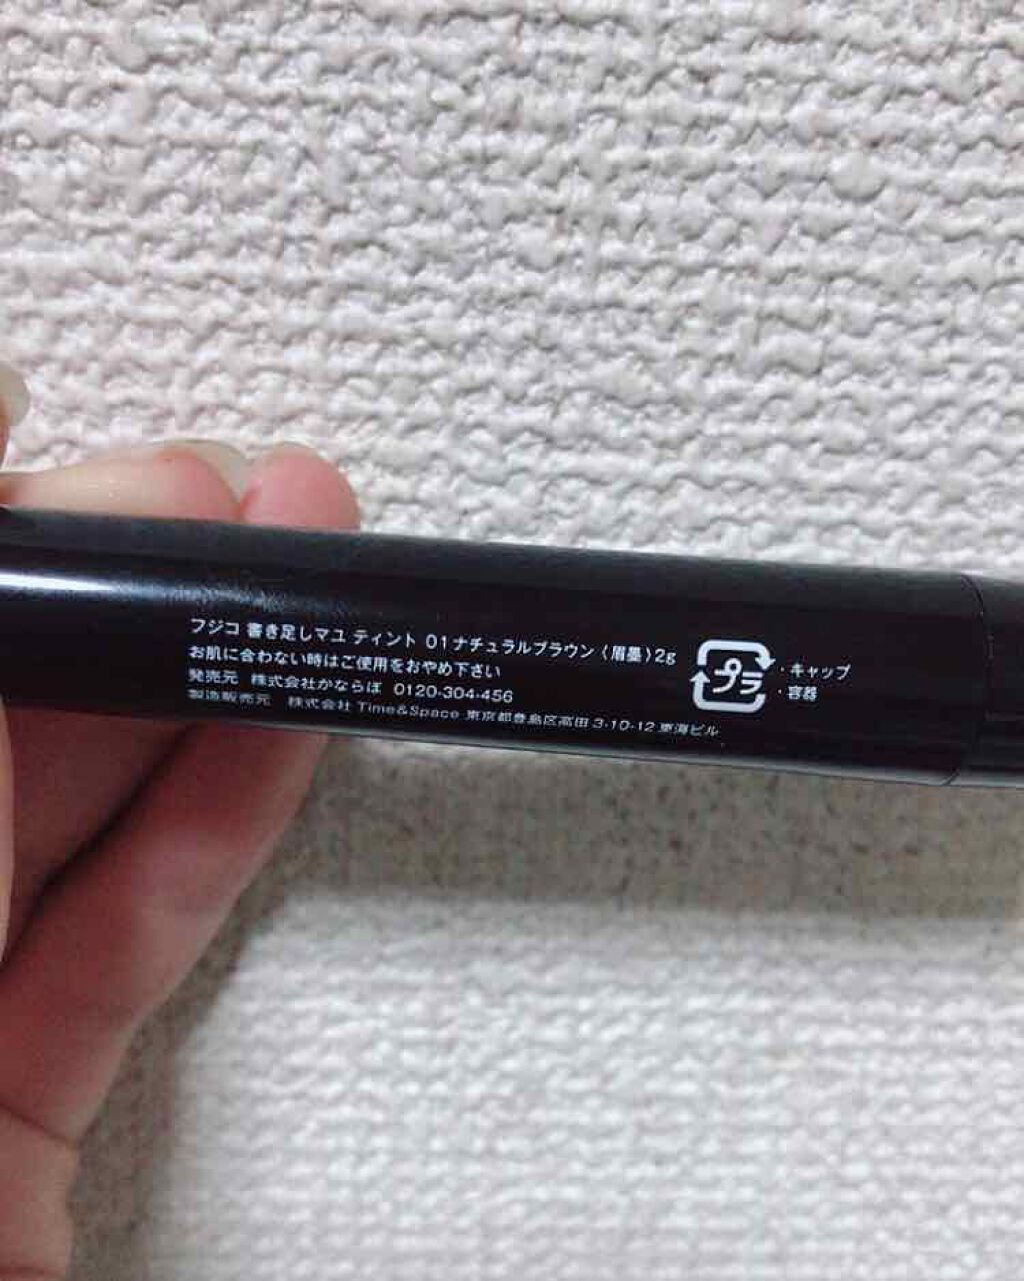 フジコ 書き足しマユ ティント 01ナチュラルブラウン〈眉墨〉2g
お肌に合わない時はご使用をおやめ下さい
発売元 株式会社かならぼ 0120-304-456
製造販売元 株式会社 Time&Space 東京都豊島区高田 3-10-12 東海ビル
プラ
・キャップ
・容器